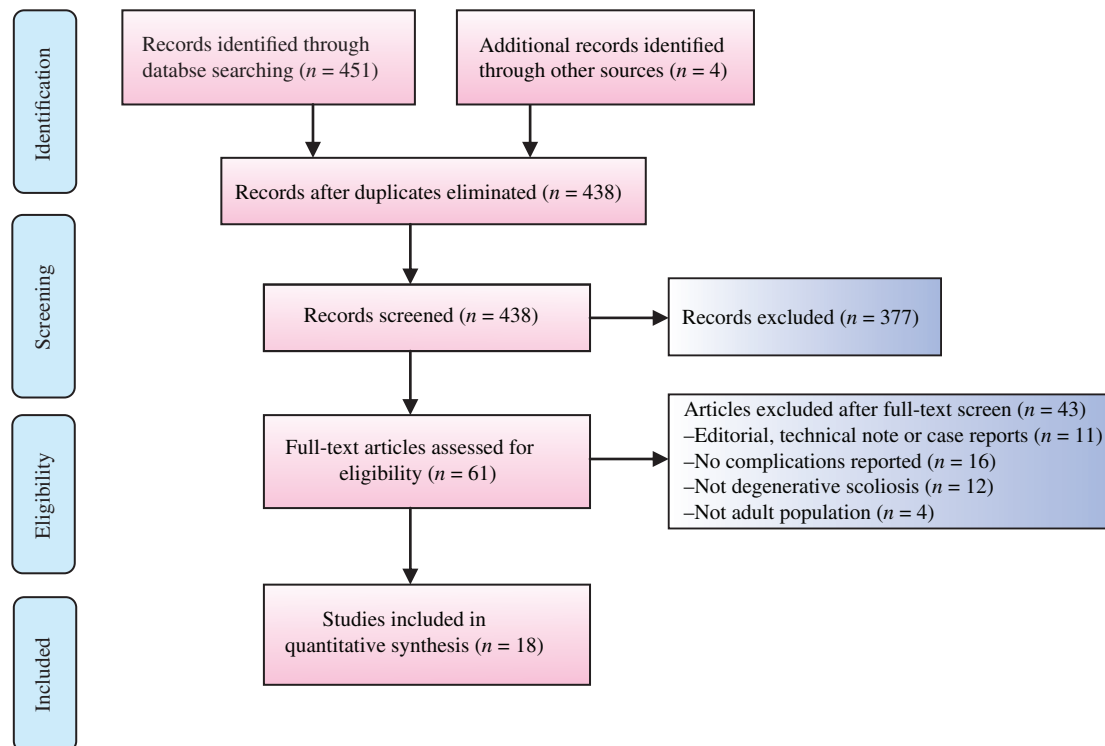 Identification
Records identified through
databse searching (n = 451)
Additional records identified
through other sources (n = 4)
Records after duplicates eliminated (n = 438)
Screening
Records screened (n = 438)
Records excluded (n = 377)
Eligibility
Full-text articles assessed for
eligibility (n = 61)
Articles excluded after full-text screen (n = 43)
–Editorial, technical note or case reports (n = 11)
–No complications reported (n = 16)
–Not degenerative scoliosis (n = 12)
–Not adult population (n = 4)
Included
Studies included in
quantitative synthesis (n = 18)